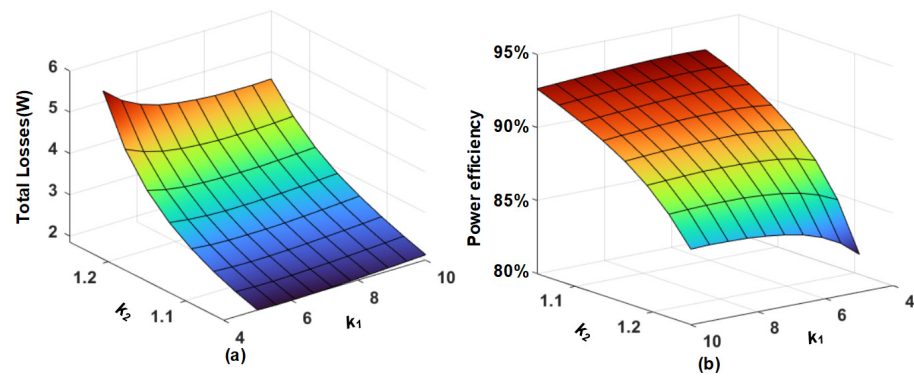 Total Losses(W)
6
5
4
3
2
1.2
1.1
k₂
4
6
8
10
k₁
(a)
Power efficiency
95%
90%
85%
80%
1.1
1.2
k₂
10
8
6
4
k₁
(b)